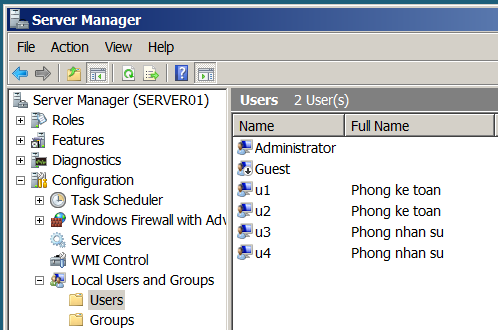 Server Manager
File Action View Help
Server Manager (SERVER01)
Roles
Features
Diagnostics
Configuration
Task Scheduler
Windows Firewall with Adv
Services
WMI Control
Local Users and Groups
Users
Groups
Users 2 User(s)
Name Full Name
Administrator
Guest
u1 Phong ke toan
u2 Phong ke toan
u3 Phong nhan su
u4 Phong nhan su